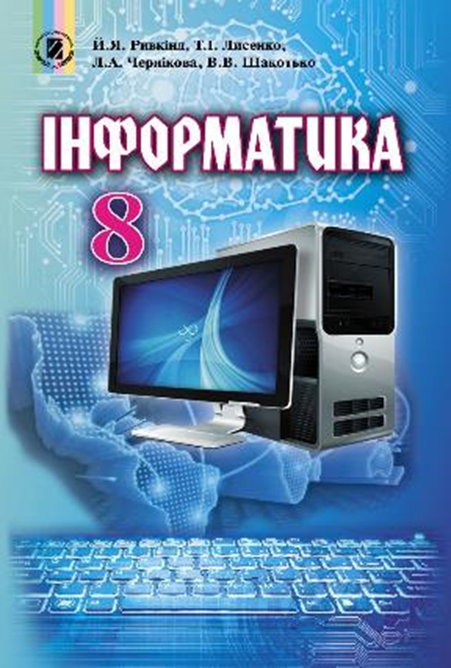 Й.Я. Ривкінд, Т.І. Лисенко,
Л.А. Чернікова, В.В. Шакотько
ІНФОРМАТИКА
8